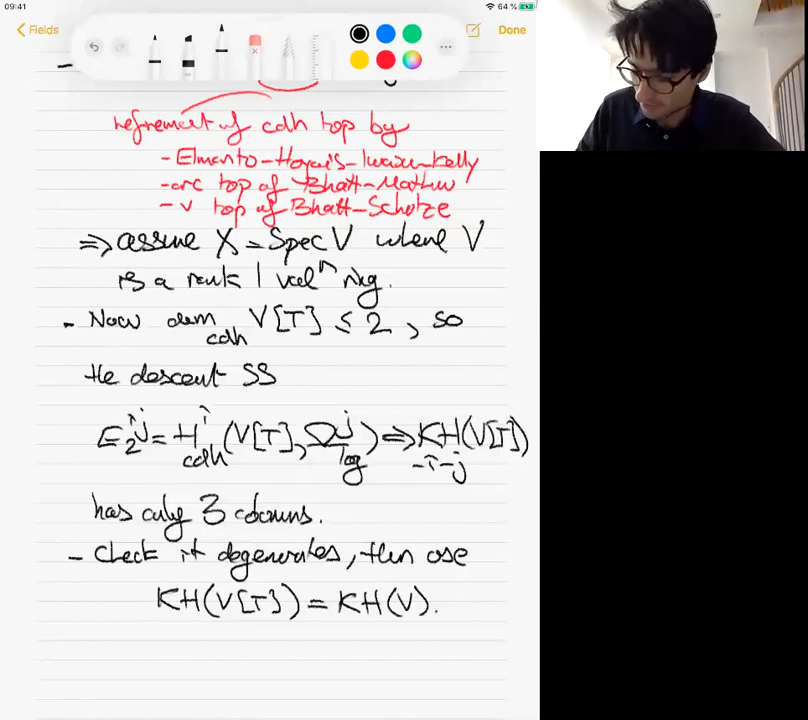 09:41
64 %
Fields
Done
refinement of cdh top by
- Elmanto-Hoyois-Iwasa-Kelly
- arc top of Bhatt-Mathew
- v top of Bhatt-Scholze
⇒ assume X = Spec V where V
is a rank 1 valⁿ ring.
- Now dim_cdh V[T] ≤ 2, so
the descent SS
E_2^{ij} = H^i_cdh (V[T], Ω^j_log) ⇒ KH_{-i-j}(V[T])
has only 3 columns.
- Check it degenerates, then use
KH(V[T]) = KH(V).